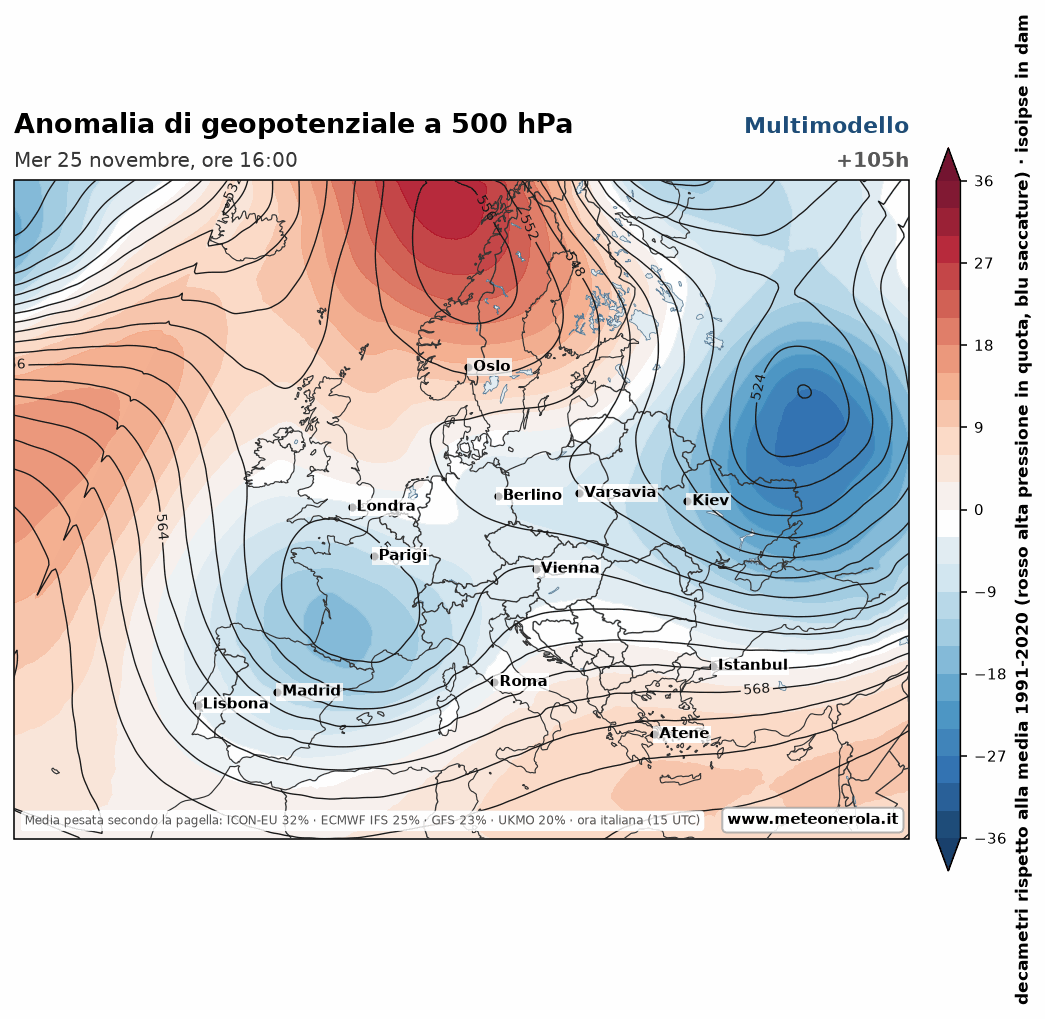 Anomalia di geopotenziale a 500 hPa
Multimodello
Mer 25 novembre, ore 16:00
+105h
552
548
524
564
568
Oslo
Londra
Berlino
Varsavia
Kiev
Parigi
Vienna
Istanbul
Roma
Madrid
Lisbona
Atene
Media pesata secondo la pagella: ICON-EU 32% · ECMWF IFS 25% · GFS 23% · UKMO 20% · ora italiana (15 UTC)
www.meteonerola.it
36
27
18
9
0
−9
−18
−27
−36
decametri rispetto alla media 1991-2020 (rosso alta pressione in quota, blu saccature) · isoipse in dam